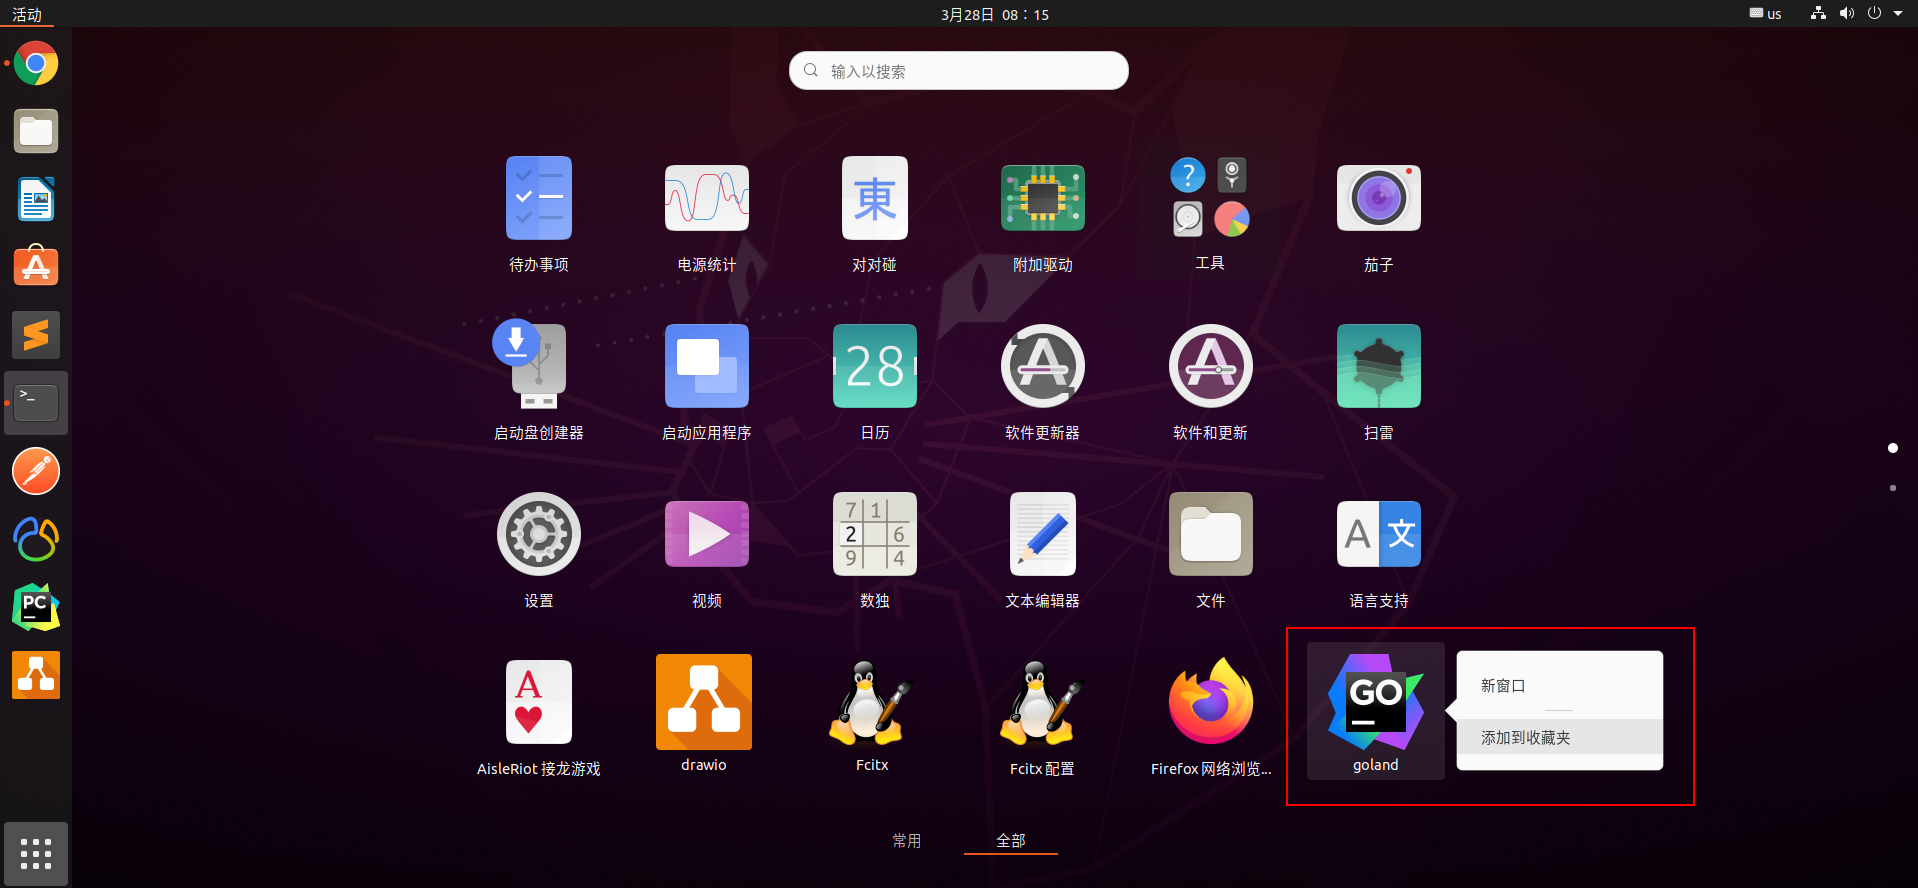 活动
3月28日 08：15
us
输入以搜索
待办事项
电源统计
東
对对碰
附加驱动
?
工具
茄子
启动盘创建器
启动应用程序
28
日历
软件更新器
软件和更新
扫雷
>_
设置
视频
7 1
2 6
9 4
数独
文本编辑器
文件
A 文
语言支持
PC
A
AisleRiot 接龙游戏
drawio
Fcitx
Fcitx 配置
Firefox 网络浏览...
GO
goland
新窗口
添加到收藏夹
常用
全部